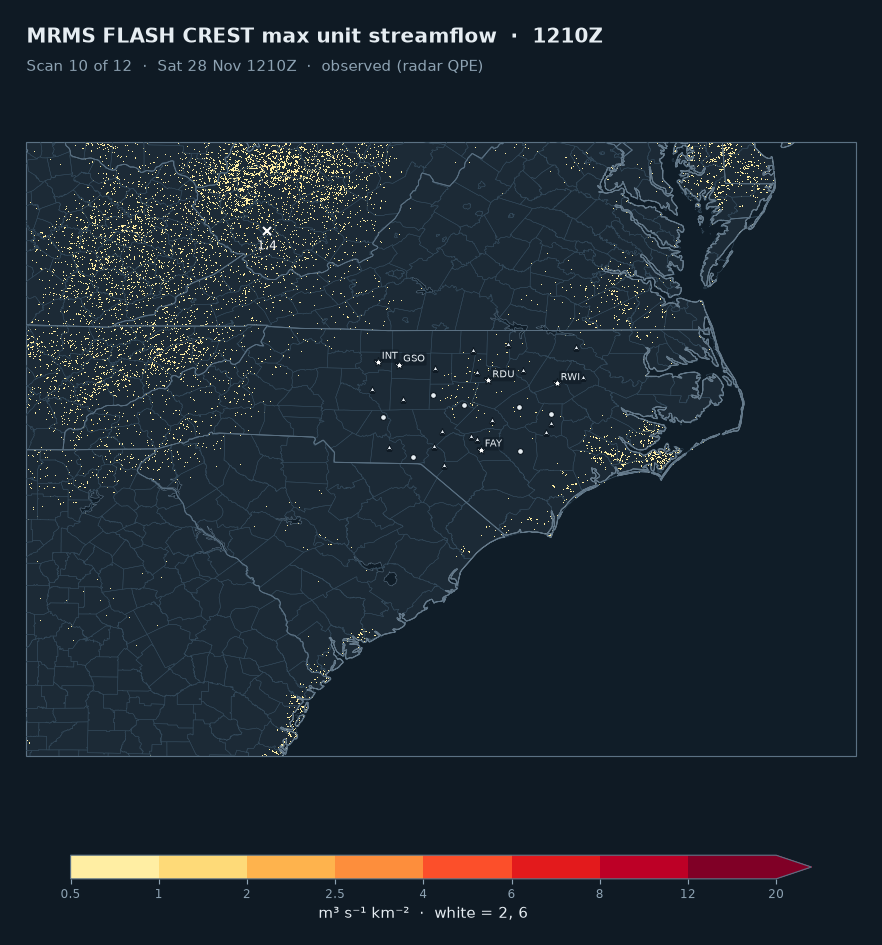 MRMS FLASH CREST max unit streamflow · 1210Z
Scan 10 of 12 · Sat 28 Nov 1210Z · observed (radar QPE)
1.4
INT GSO
RDU
RWI
FAY
0.5 1 2 2.5 4 6 8 12 20
m³ s⁻¹ km⁻² · white = 2, 6